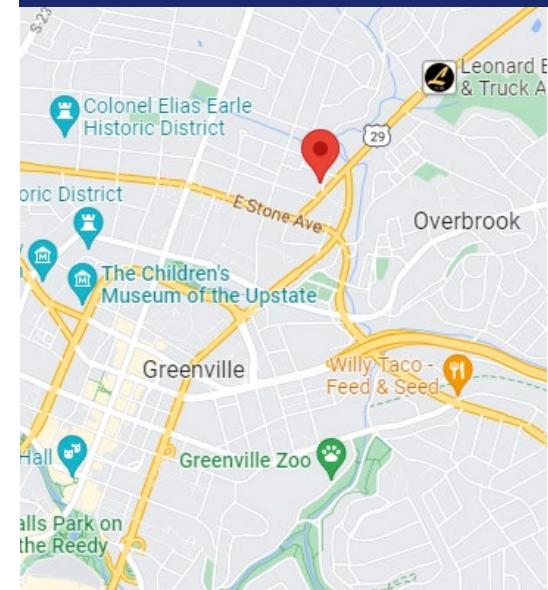 S-23
Leonard B
& Truck A
Colonel Elias Earle
Historic District
29
oric District
E Stone Ave
Overbrook
The Children's
Museum of the Upstate
Greenville
Willy Taco -
Feed & Seed
Greenville Zoo
Hall
alls Park on
the Reedy